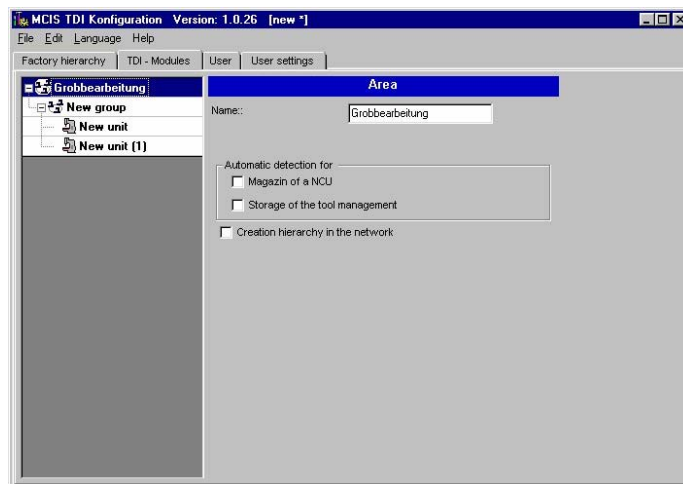 MCIS TDI Konfiguration Version: 1.0.26 [new *]
File Edit Language Help
Factory hierarchy TDI - Modules User User settings
Grobbearbeitung
New group
New unit
New unit (1)
Area
Name:: Grobbearbeitung
Automatic detection for
Magazin of a NCU
Storage of the tool management
Creation hierarchy in the network